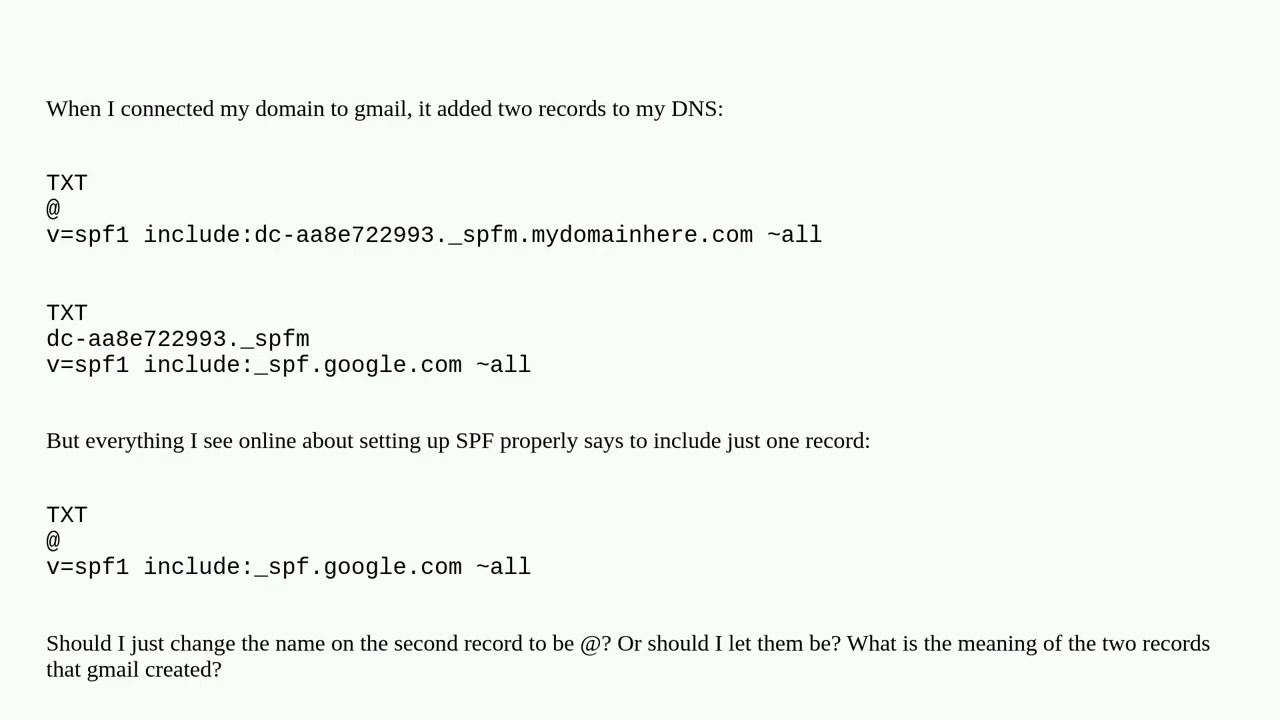 When I connected my domain to gmail, it added two records to my DNS:
TXT
@
v=spf1 include:dc-aa8e722993._spfm.mydomainhere.com ~all
TXT
dc-aa8e722993._spfm
v=spf1 include:_spf.google.com ~all
But everything I see online about setting up SPF properly says to include just one record:
TXT
@
v=spf1 include:_spf.google.com ~all
Should I just change the name on the second record to be @? Or should I let them be? What is the meaning of the two records
that gmail created?